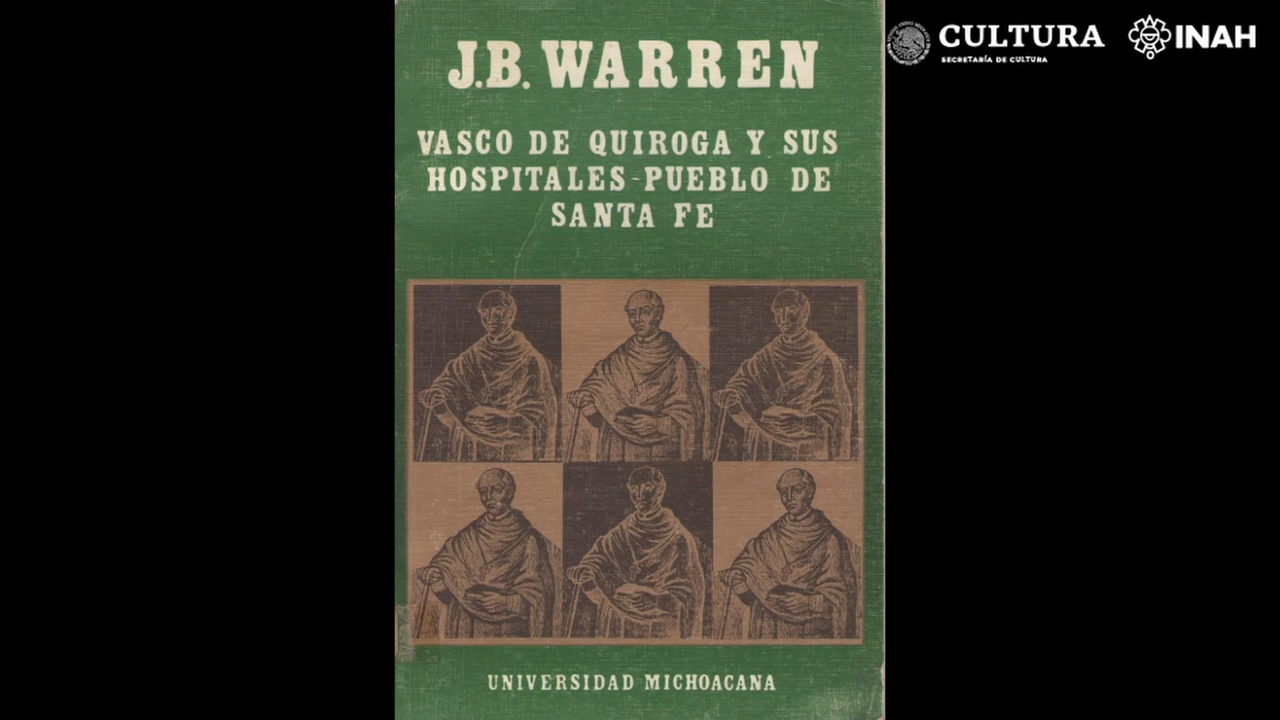 J.B. WARREN
VASCO DE QUIROGA Y SUS
HOSPITALES-PUEBLO DE
SANTA FE
UNIVERSIDAD MICHOACANA
CULTURA
SECRETARÍA DE CULTURA
INAH